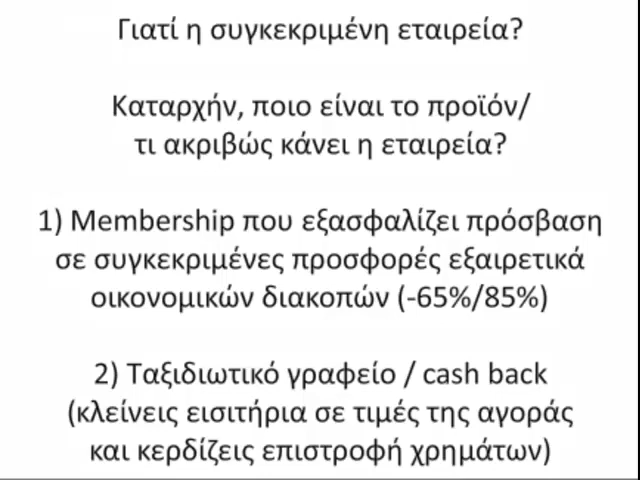 Γιατί η συγκεκριμένη εταιρεία?
Καταρχήν, ποιο είναι το προϊόν/
τι ακριβώς κάνει η εταιρεία?
1) Membership που εξασφαλίζει πρόσβαση
σε συγκεκριμένες προσφορές εξαιρετικά
οικονομικών διακοπών (-65%/85%)
2) Ταξιδιωτικό γραφείο / cash back
(κλείνεις εισιτήρια σε τιμές της αγοράς
και κερδίζεις επιστροφή χρημάτων)